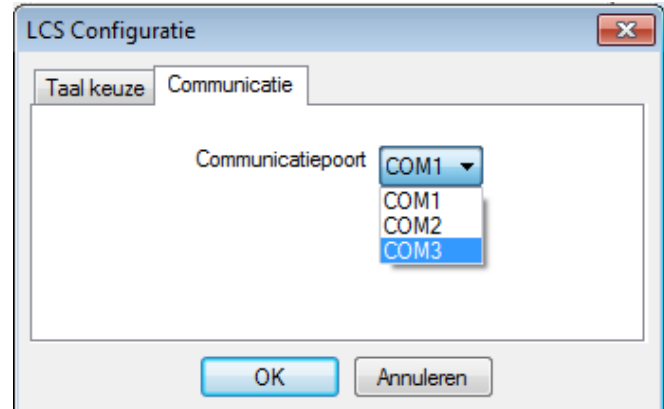 LCS Configuratie
Taal keuze Communicatie
Communicatiepoort COM1
COM1
COM2
COM3
OK Annuleren